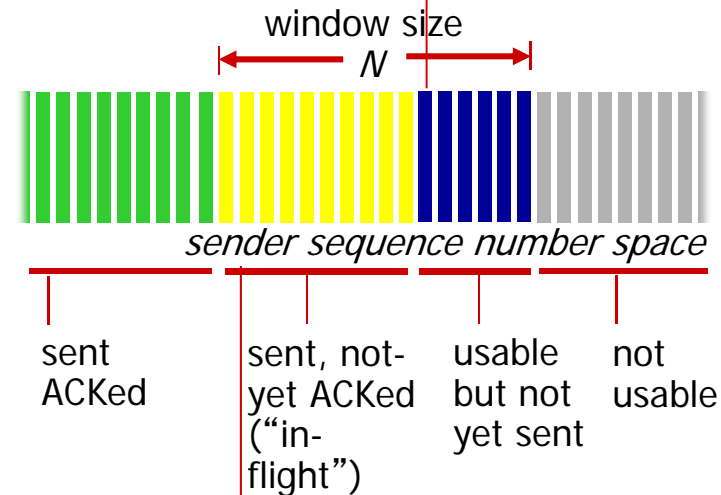 window size
N
sender sequence number space
sent
ACKed
sent, not-
yet ACKed
(“in-
flight”)
usable
but not
yet sent
not
usable